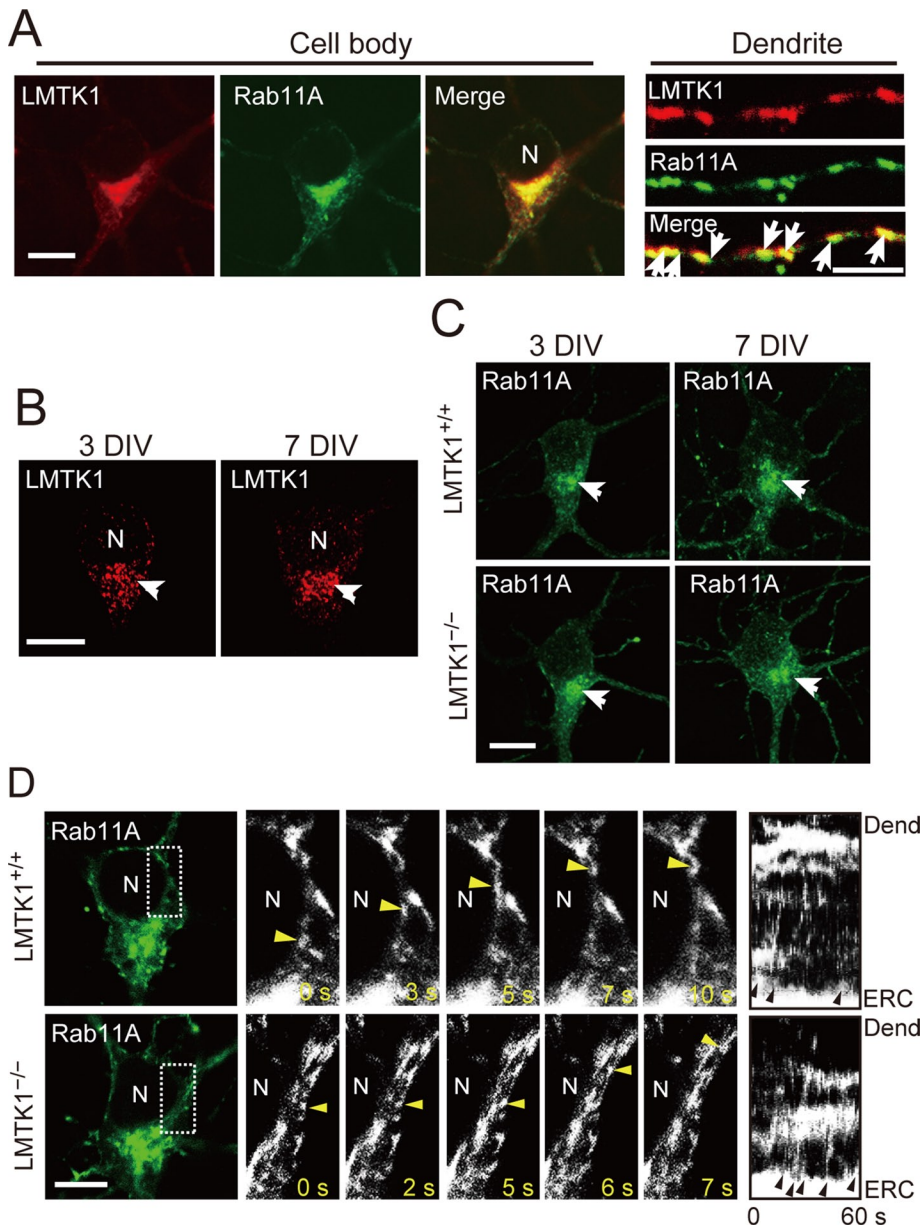 A
Cell body
Dendrite
LMTK1
Rab11A
Merge
N
LMTK1
Rab11A
Merge
B
3 DIV
7 DIV
LMTK1
N
LMTK1
N
C
3 DIV
7 DIV
LMTK1+/+
Rab11A
Rab11A
LMTK1−/−
Rab11A
Rab11A
D
LMTK1+/+
Rab11A
N
N
0 s
N
3 s
N
5 s
N
7 s
N
10 s
Dend
ERC
LMTK1−/−
Rab11A
N
N
0 s
N
2 s
N
5 s
N
6 s
N
7 s
Dend
ERC
0 60 s